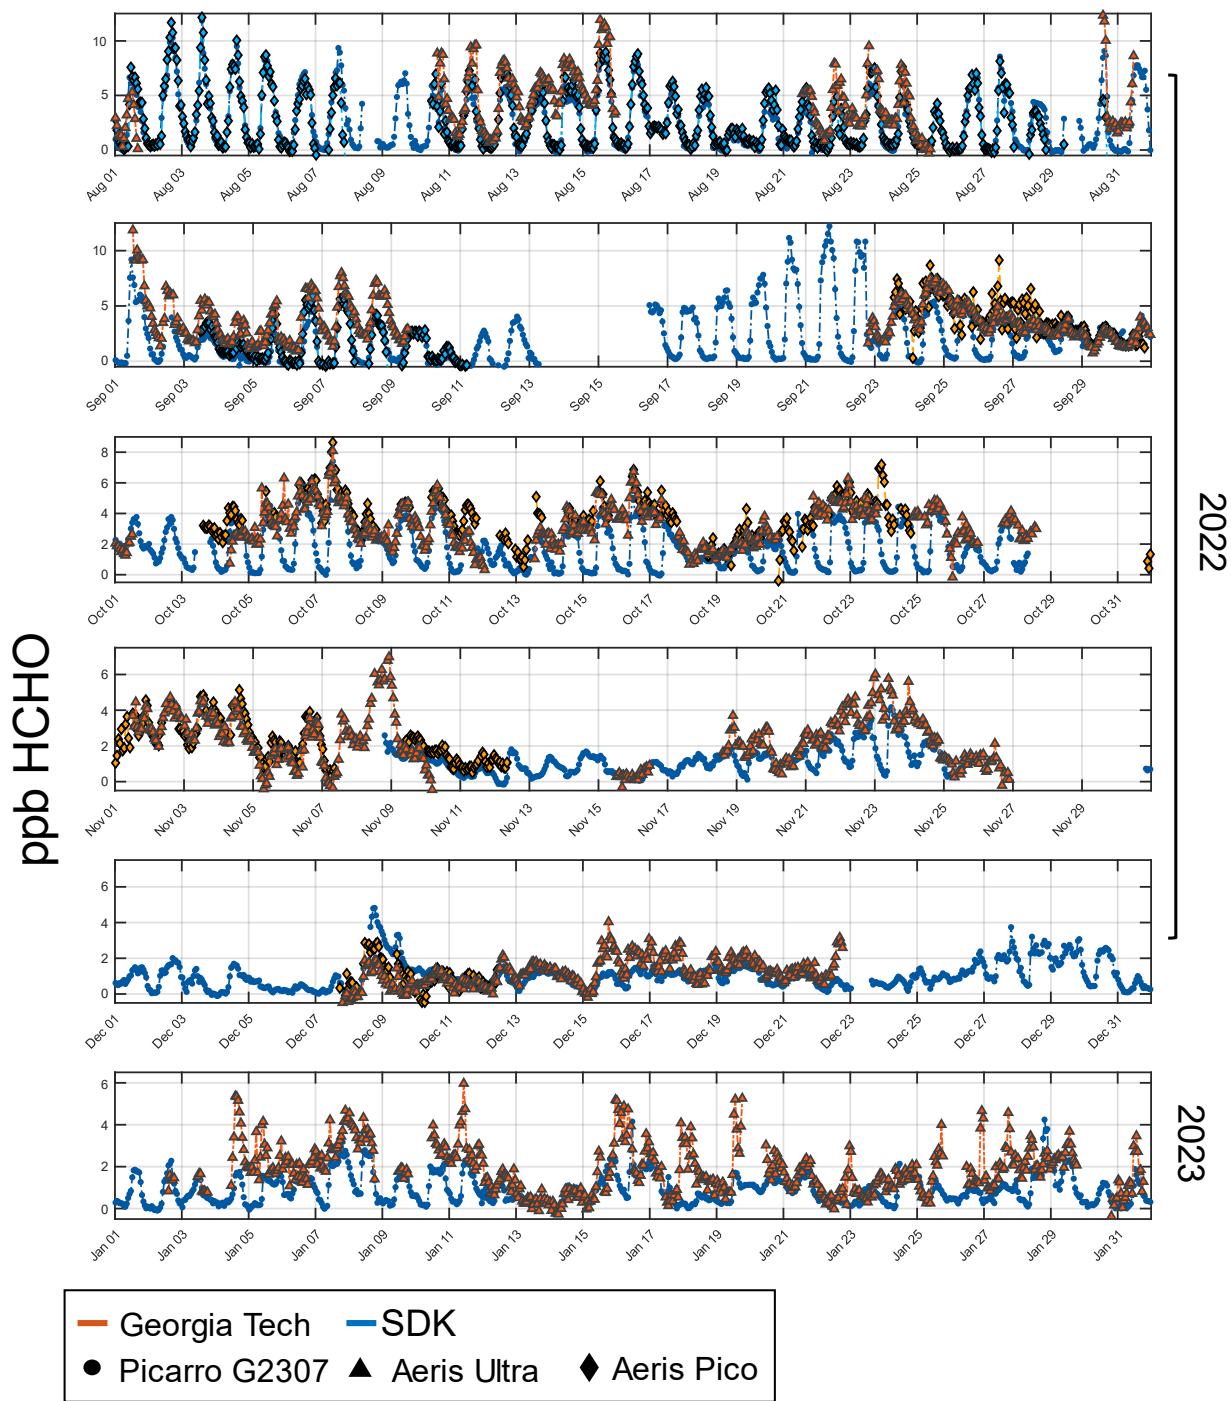 10
5
0
Aug 01
Aug 03
Aug 05
Aug 07
Aug 09
Aug 11
Aug 13
Aug 15
Aug 17
Aug 19
Aug 21
Aug 23
Aug 25
Aug 27
Aug 29
Aug 31
10
5
0
Sep 01
Sep 03
Sep 05
Sep 07
Sep 09
Sep 11
Sep 13
Sep 15
Sep 17
Sep 19
Sep 21
Sep 23
Sep 25
Sep 27
Sep 29
8
6
4
2
0
Oct 01
Oct 03
Oct 05
Oct 07
Oct 09
Oct 11
Oct 13
Oct 15
Oct 17
Oct 19
Oct 21
Oct 23
Oct 25
Oct 27
Oct 29
Oct 31
2022
ppb HCHO
6
4
2
0
Nov 01
Nov 03
Nov 05
Nov 07
Nov 09
Nov 11
Nov 13
Nov 15
Nov 17
Nov 19
Nov 21
Nov 23
Nov 25
Nov 27
Nov 29
6
4
2
0
Dec 01
Dec 03
Dec 05
Dec 07
Dec 09
Dec 11
Dec 13
Dec 15
Dec 17
Dec 19
Dec 21
Dec 23
Dec 25
Dec 27
Dec 29
Dec 31
6
4
2
0
Jan 01
Jan 03
Jan 05
Jan 07
Jan 09
Jan 11
Jan 13
Jan 15
Jan 17
Jan 19
Jan 21
Jan 23
Jan 25
Jan 27
Jan 29
Jan 31
2023
Georgia Tech SDK
Picarro G2307 Aeris Ultra Aeris Pico